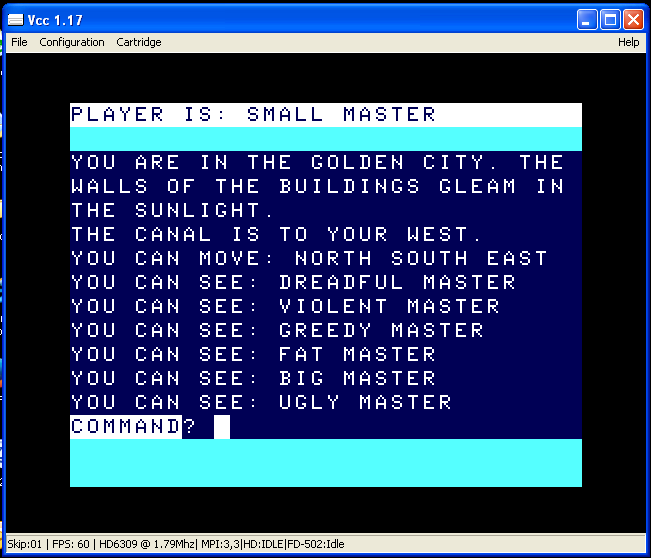 Vcc 1.17
File Configuration Cartridge Help
PLAYER IS: SMALL MASTER
YOU ARE IN THE GOLDEN CITY. THE
WALLS OF THE BUILDINGS GLEAM IN
THE SUNLIGHT.
THE CANAL IS TO YOUR WEST.
YOU CAN MOVE: NORTH SOUTH EAST
YOU CAN SEE: DREADFUL MASTER
YOU CAN SEE: VIOLENT MASTER
YOU CAN SEE: GREEDY MASTER
YOU CAN SEE: FAT MASTER
YOU CAN SEE: BIG MASTER
YOU CAN SEE: UGLY MASTER
COMMAND?
Skip:01 | FPS: 60 | HD6309 @ 1.79Mhz| MPI:3,3|HD:IDLE|FD-502:Idle